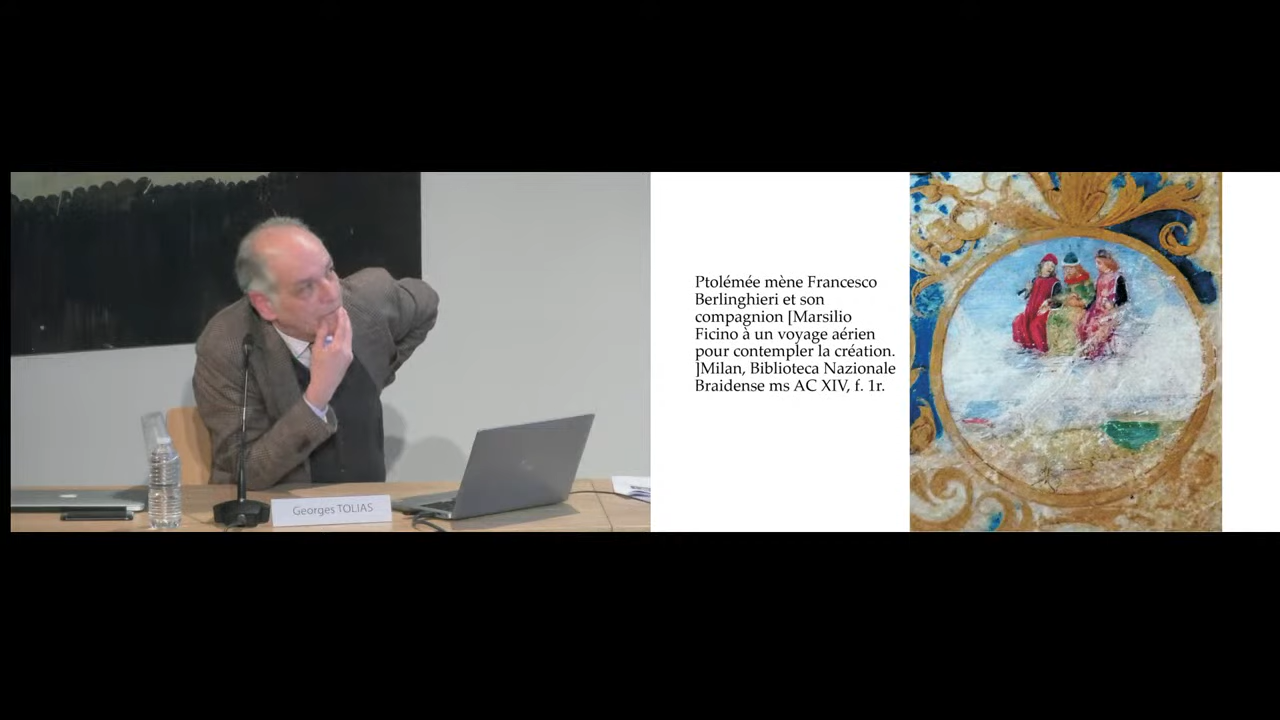 Georges TOLIAS
Ptolémée mène Francesco
Berlinghieri et son
compagnion [Marsilio
Ficino à un voyage aérien
pour contempler la création.
]Milan, Biblioteca Nazionale
Braidense ms AC XIV, f. 1r.